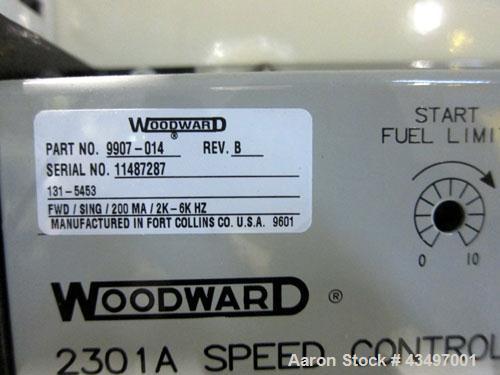 WOODWARD
®
PART NO. 9907-014 REV. B
SERIAL NO. 11487287
131-5453
FWD / SING / 200 MA / 2K-6K HZ
MANUFACTURED IN FORT COLLINS CO. U.S.A. 9601
START
FUEL LIMI
0 10
WOODWARD ®
2301A SPEED CONTROL
Aaron Stock # 43497001